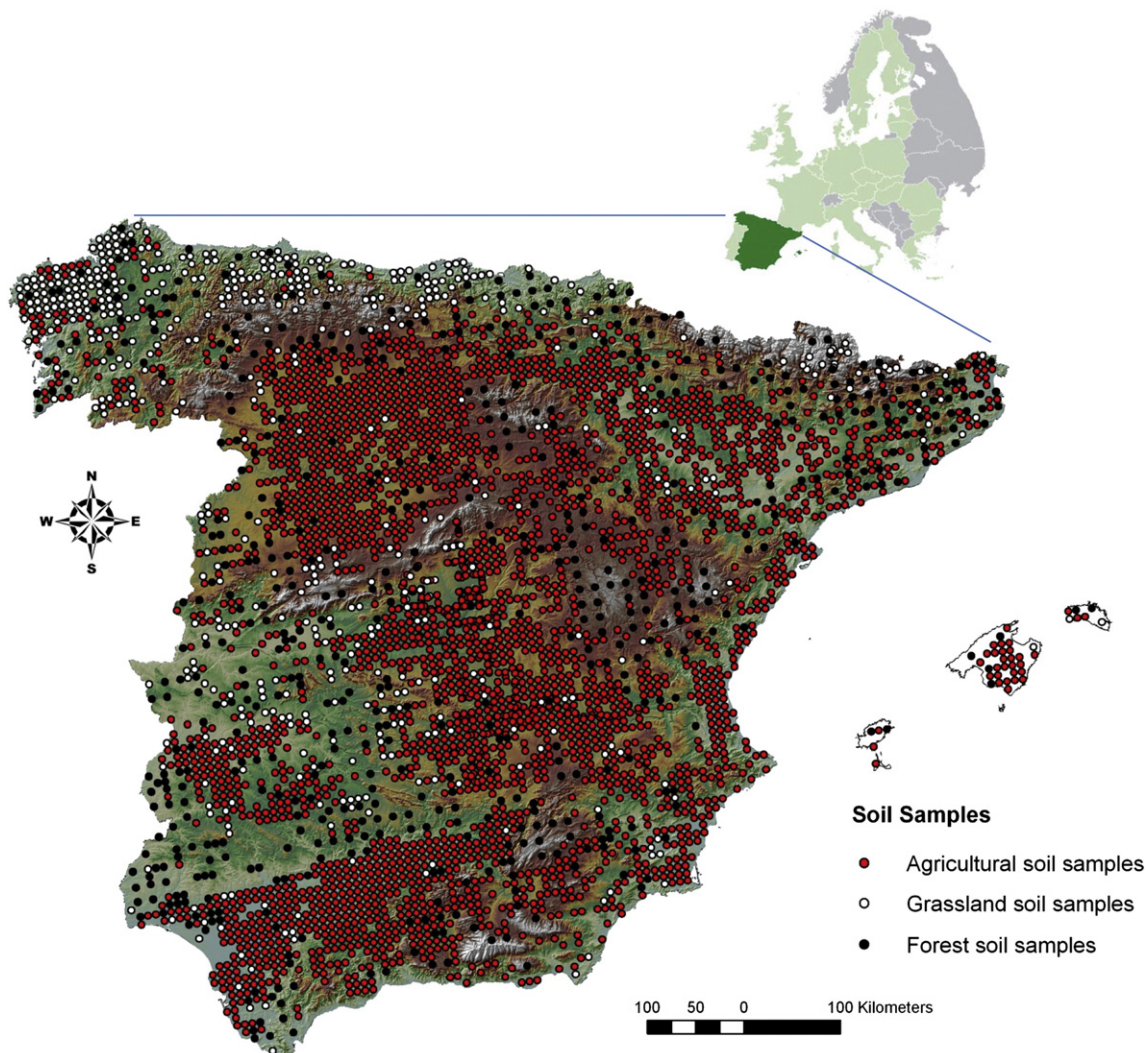 N
W E
S
Soil Samples
Agricultural soil samples
Grassland soil samples
Forest soil samples
100 50 0 100 Kilometers